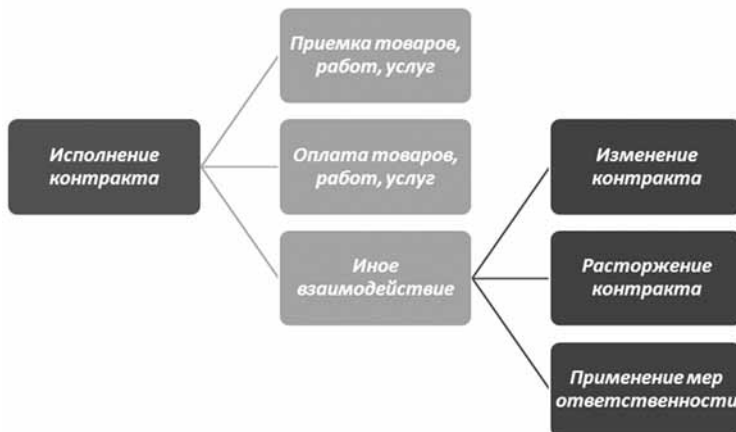 Приемка товаров,
работ, услуг
Исполнение
контракта
Оплата товаров,
работ, услуг
Изменение
контракта
Иное
взаимодействие
Расторжение
контракта
Применение мер
ответственности